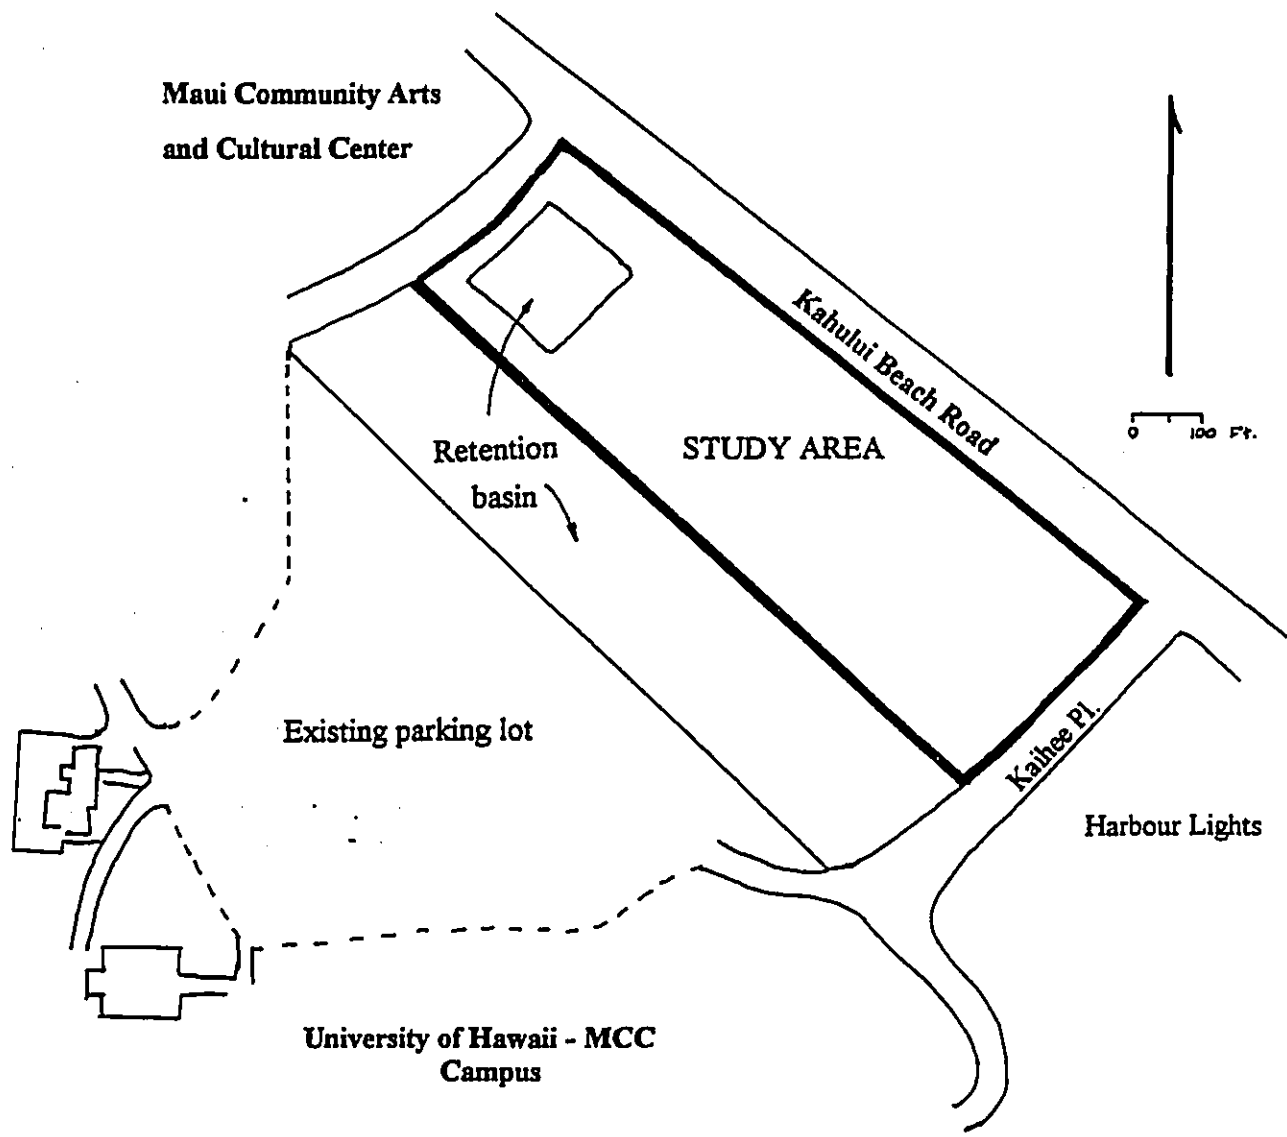 Maui Community Arts
and Cultural Center
Kahului Beach Road
0 100 Ft.
Retention
basin
STUDY AREA
Existing parking lot
Kaihee Pl.
Harbour Lights
University of Hawaii - MCC
Campus